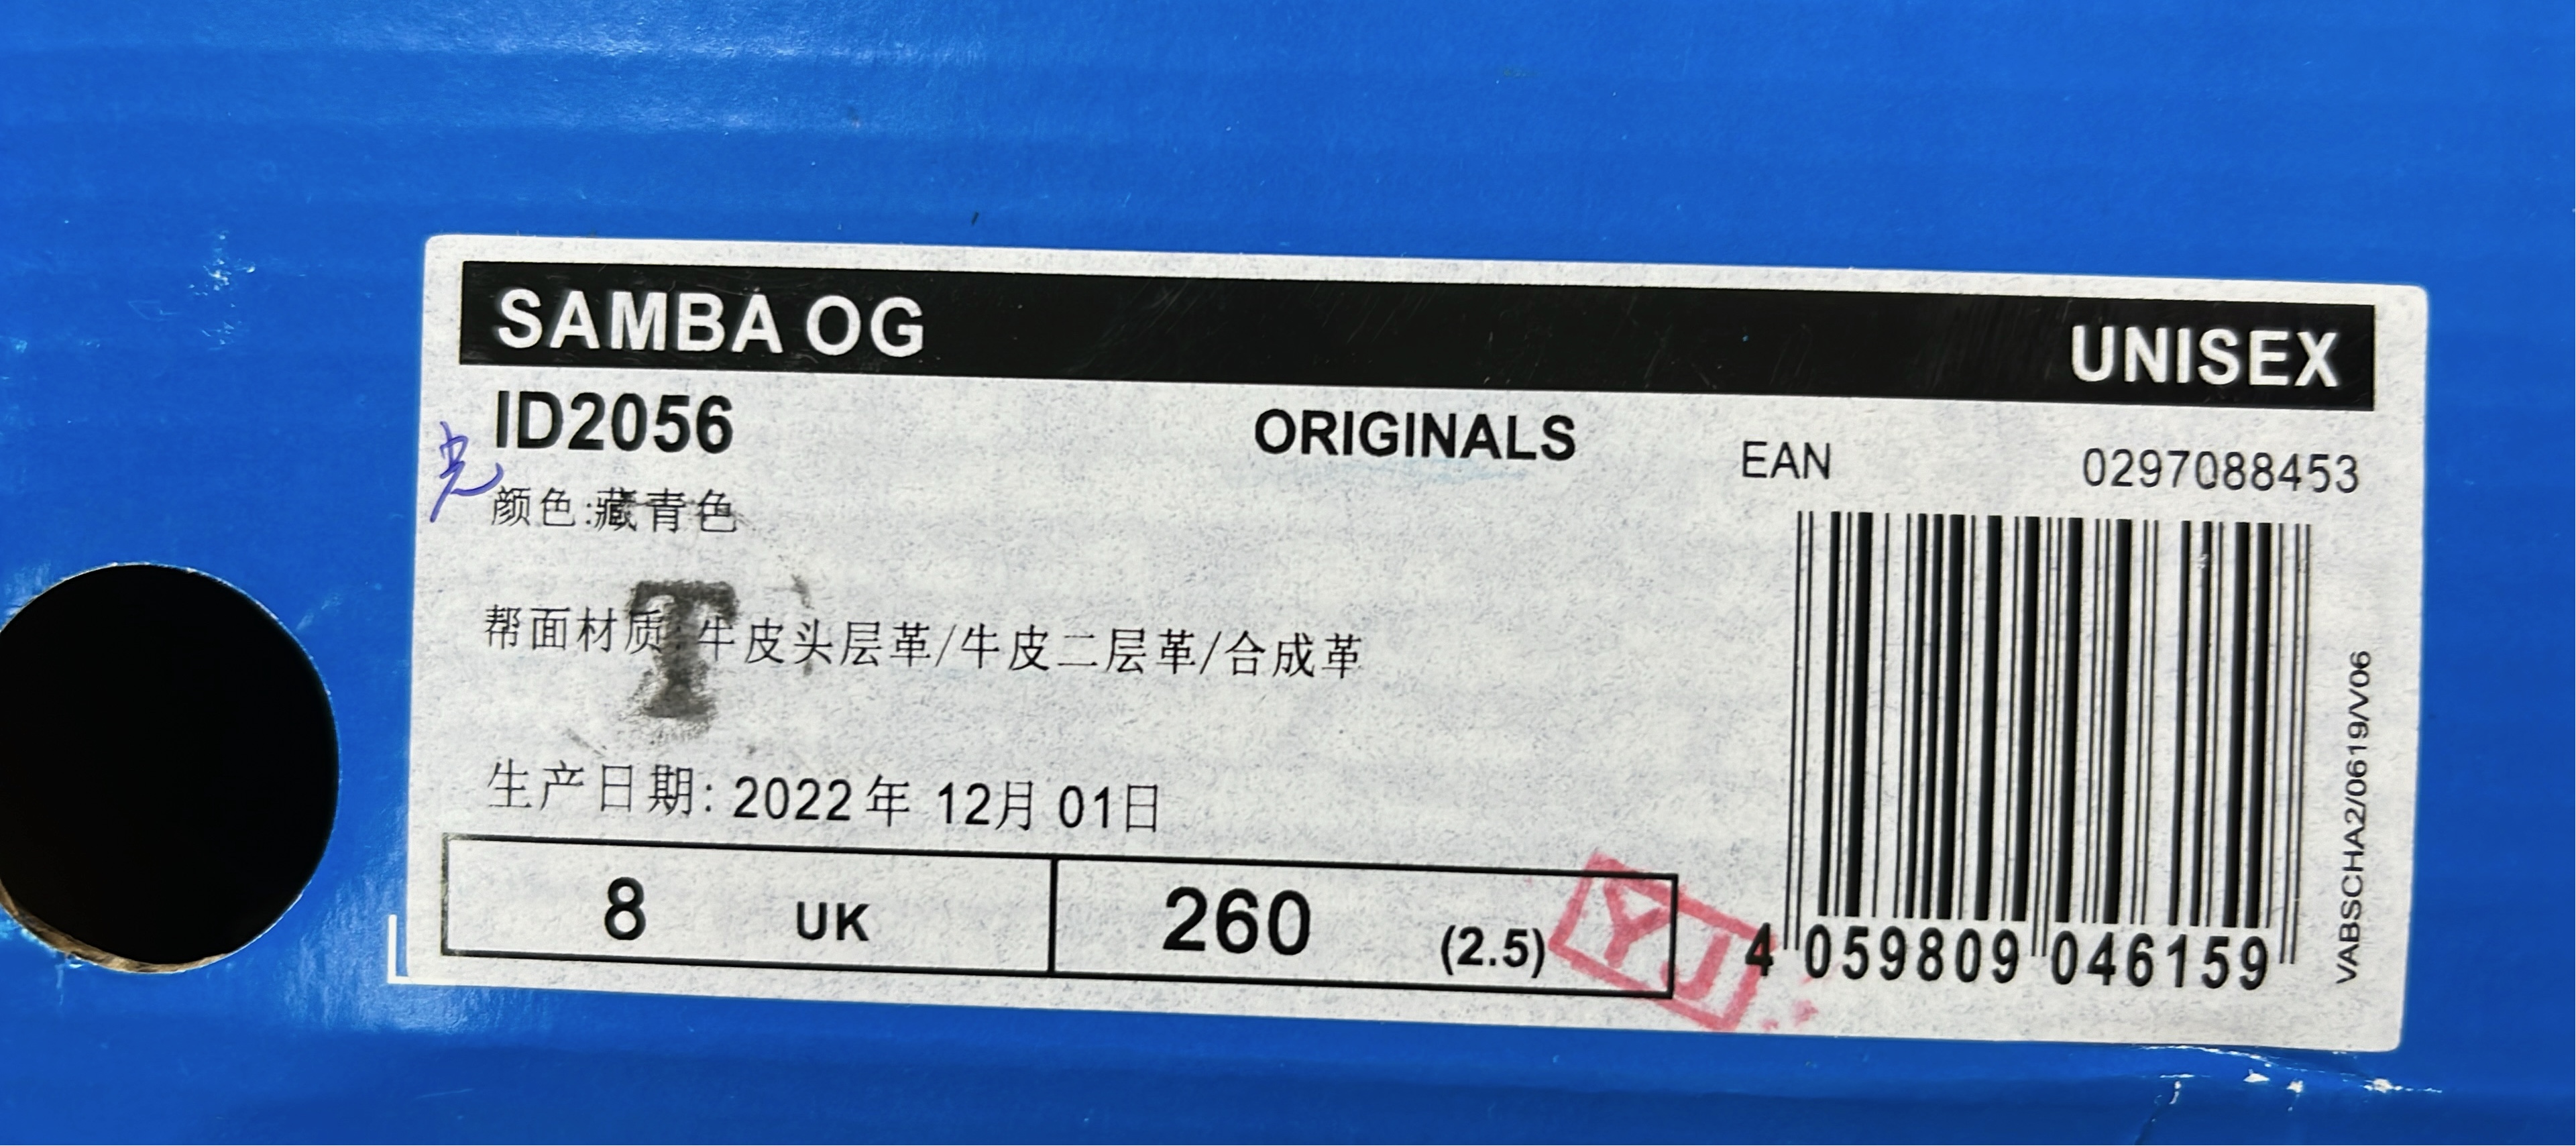 SAMBA OG UNISEX
ID2056 ORIGINALS
EAN 0297088453
光
颜色:藏青色
T
帮面材质:牛皮头层革/牛皮二层革/合成革
生产日期: 2022年 12月 01日
8 UK 260 (2.5)
YJ
4 059809 046159
VABSCHA2/0619/V06